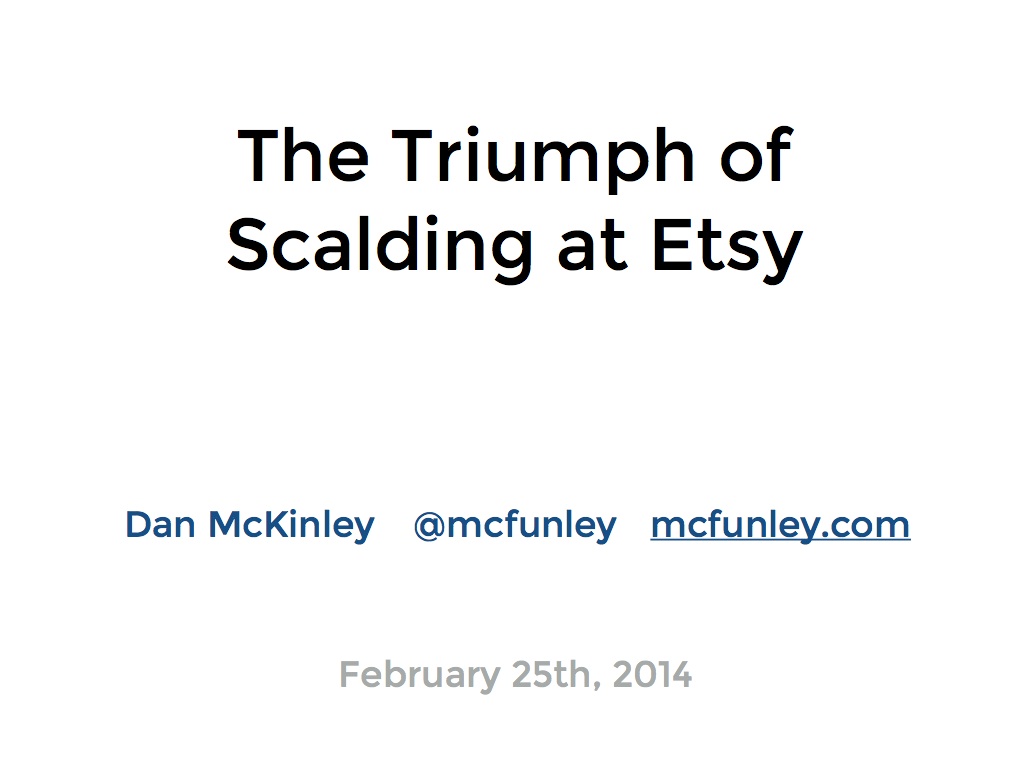 The Triumph of
Scalding at Etsy
Dan McKinley @mcfunley mcfunley.com
February 25th, 2014